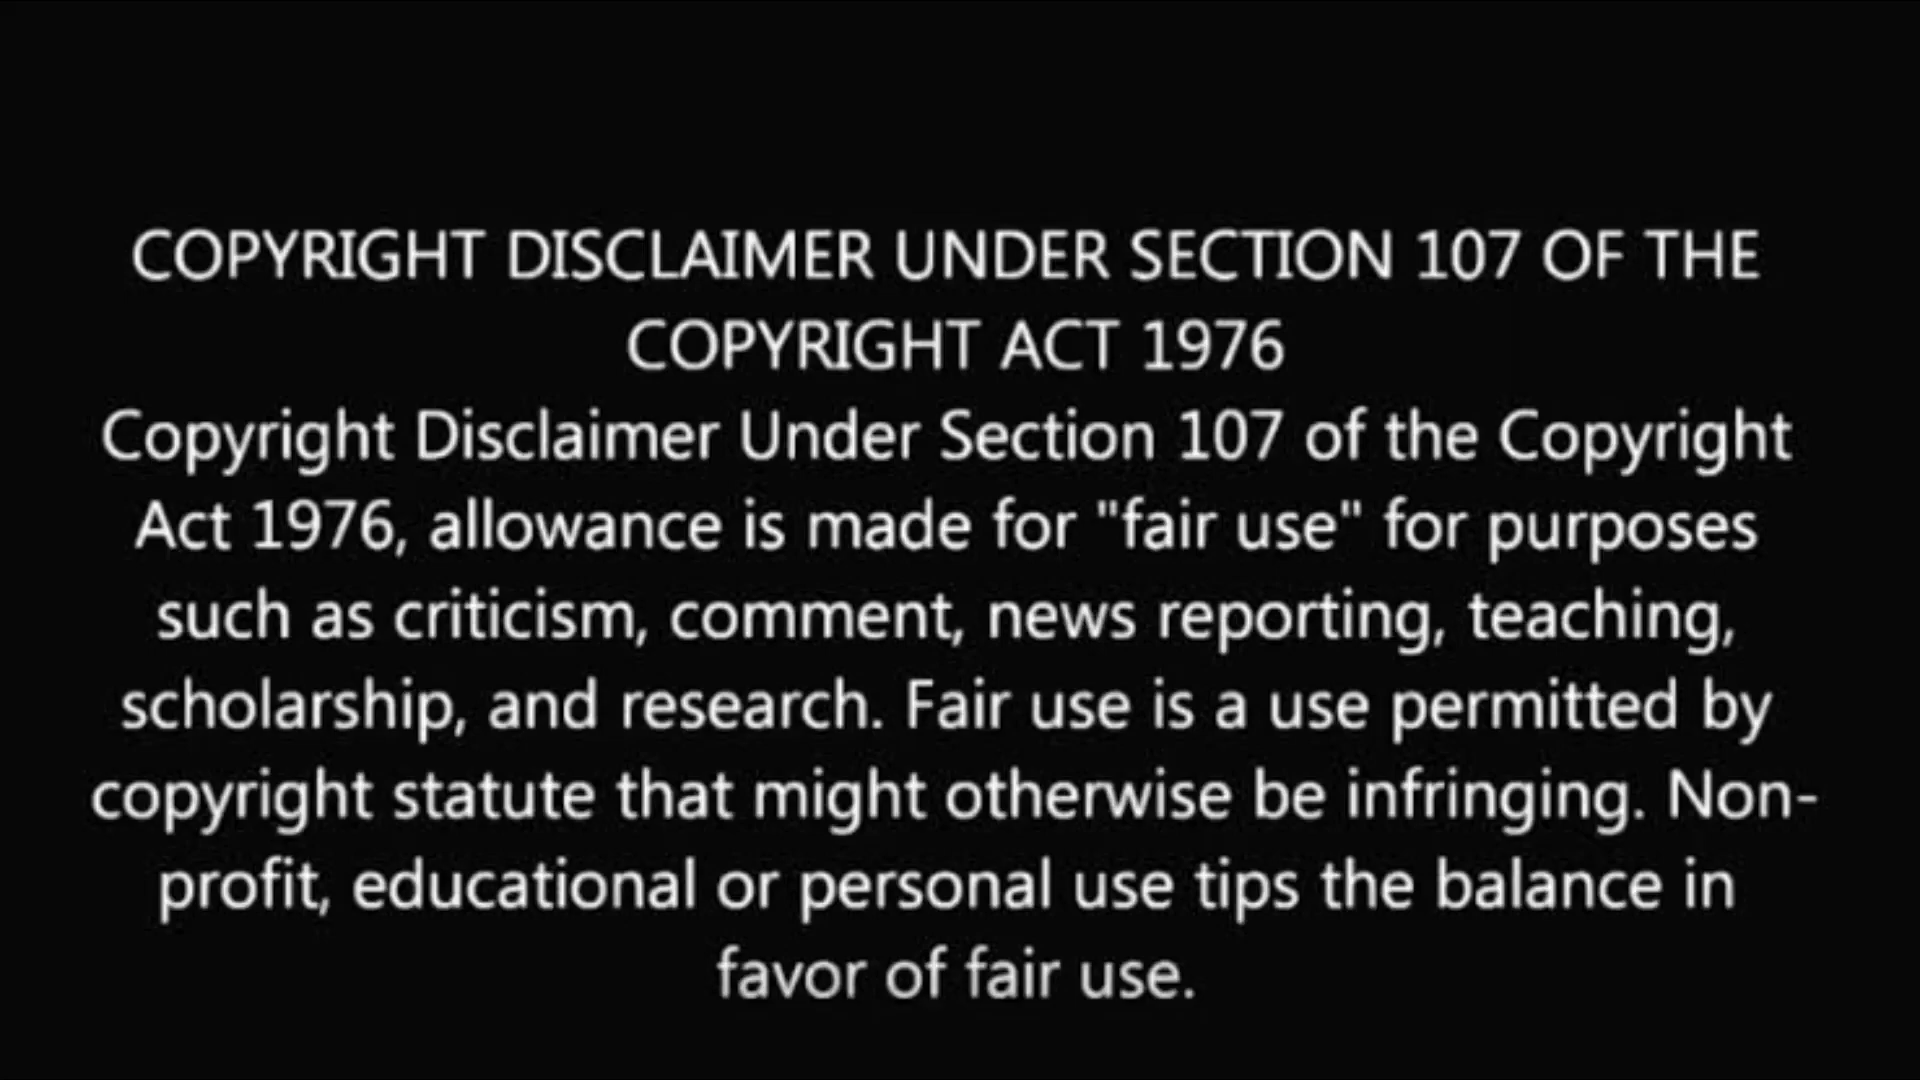 COPYRIGHT DISCLAIMER UNDER SECTION 107 OF THE
COPYRIGHT ACT 1976
Copyright Disclaimer Under Section 107 of the Copyright
Act 1976, allowance is made for "fair use" for purposes
such as criticism, comment, news reporting, teaching,
scholarship, and research. Fair use is a use permitted by
copyright statute that might otherwise be infringing. Non-
profit, educational or personal use tips the balance in
favor of fair use.